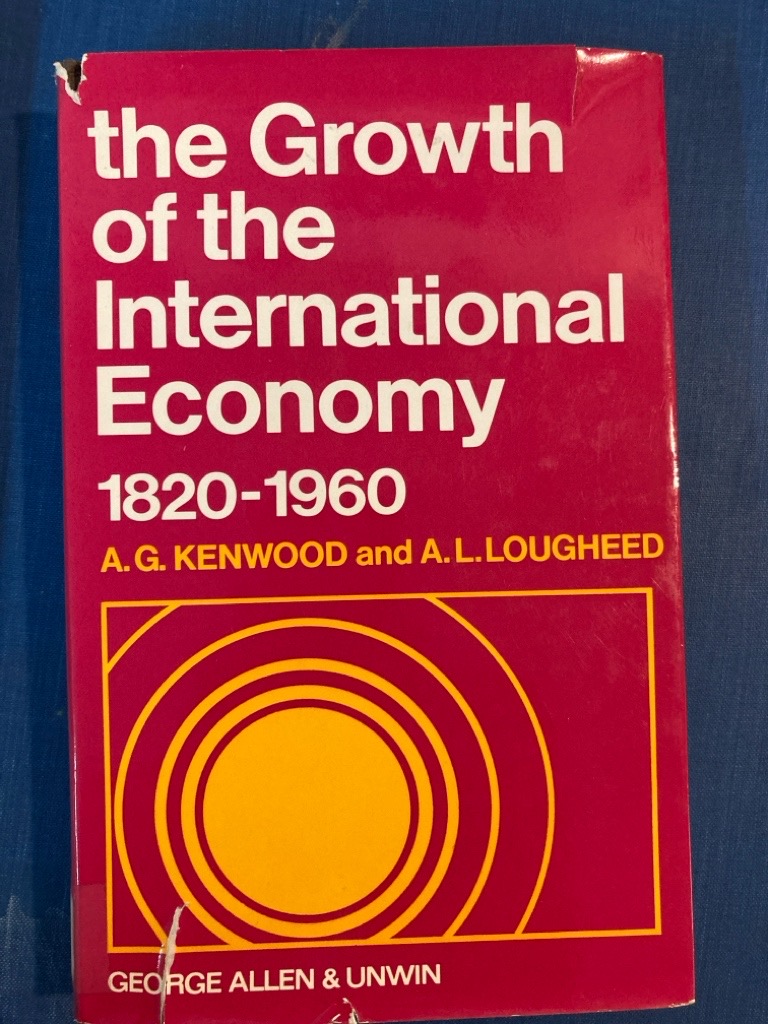 the Growth
of the
International
Economy
1820-1960
A. G. KENWOOD and A. L. LOUGHEED
GEORGE ALLEN & UNWIN